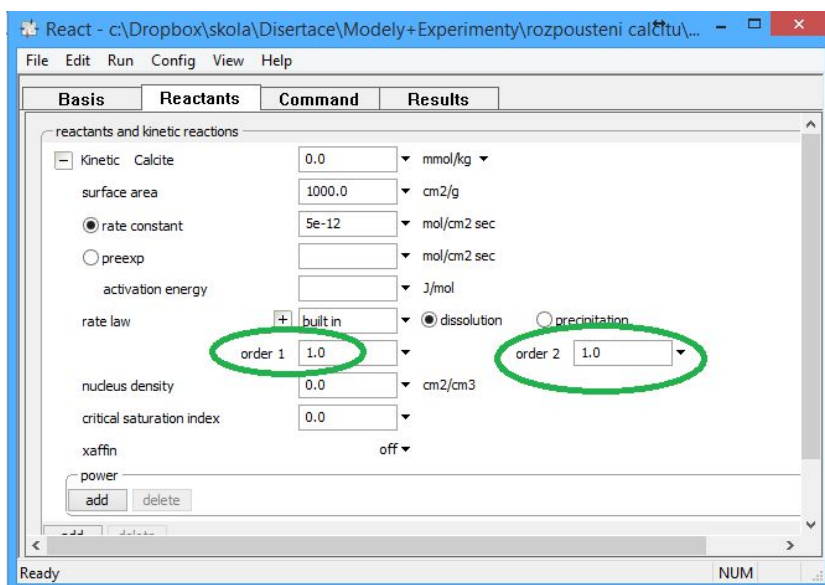 React - c:\Dropbox\skola\Disertace\Modely+Experimenty\rozpousteni calcitu\...
File Edit Run Config View Help
Basis Reactants Command Results
reactants and kinetic reactions
Kinetic Calcite 0.0 mmol/kg
surface area 1000.0 cm2/g
rate constant 5e-12 mol/cm2 sec
preexp mol/cm2 sec
activation energy J/mol
rate law + built in dissolution precipitation
order 1 1.0 order 2 1.0
nucleus density 0.0 cm2/cm3
critical saturation index 0.0
xaffin off
power
add delete
add delete
Ready NUM